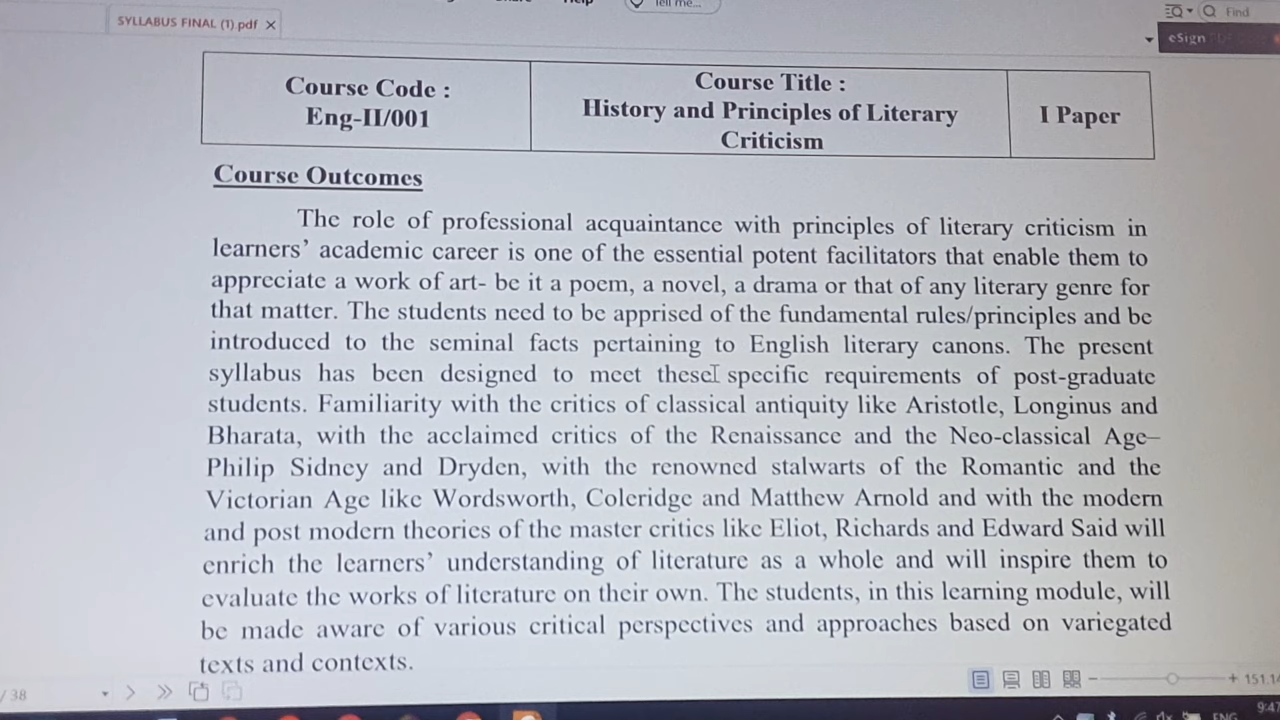 Tell me...
Find
SYLLABUS FINAL (1).pdf
eSign
Course Code :
Eng-II/001
Course Title :
History and Principles of Literary
Criticism
I Paper
Course Outcomes
The role of professional acquaintance with principles of literary criticism in
learners’ academic career is one of the essential potent facilitators that enable them to
appreciate a work of art- be it a poem, a novel, a drama or that of any literary genre for
that matter. The students need to be apprised of the fundamental rules/principles and be
introduced to the seminal facts pertaining to English literary canons. The present
syllabus has been designed to meet these specific requirements of post-graduate
students. Familiarity with the critics of classical antiquity like Aristotle, Longinus and
Bharata, with the acclaimed critics of the Renaissance and the Neo-classical Age–
Philip Sidney and Dryden, with the renowned stalwarts of the Romantic and the
Victorian Age like Wordsworth, Coleridge and Matthew Arnold and with the modern
and post modern theories of the master critics like Eliot, Richards and Edward Said will
enrich the learners’ understanding of literature as a whole and will inspire them to
evaluate the works of literature on their own. The students, in this learning module, will
be made aware of various critical perspectives and approaches based on variegated
texts and contexts.
/ 38
151.14
9:47
ENG